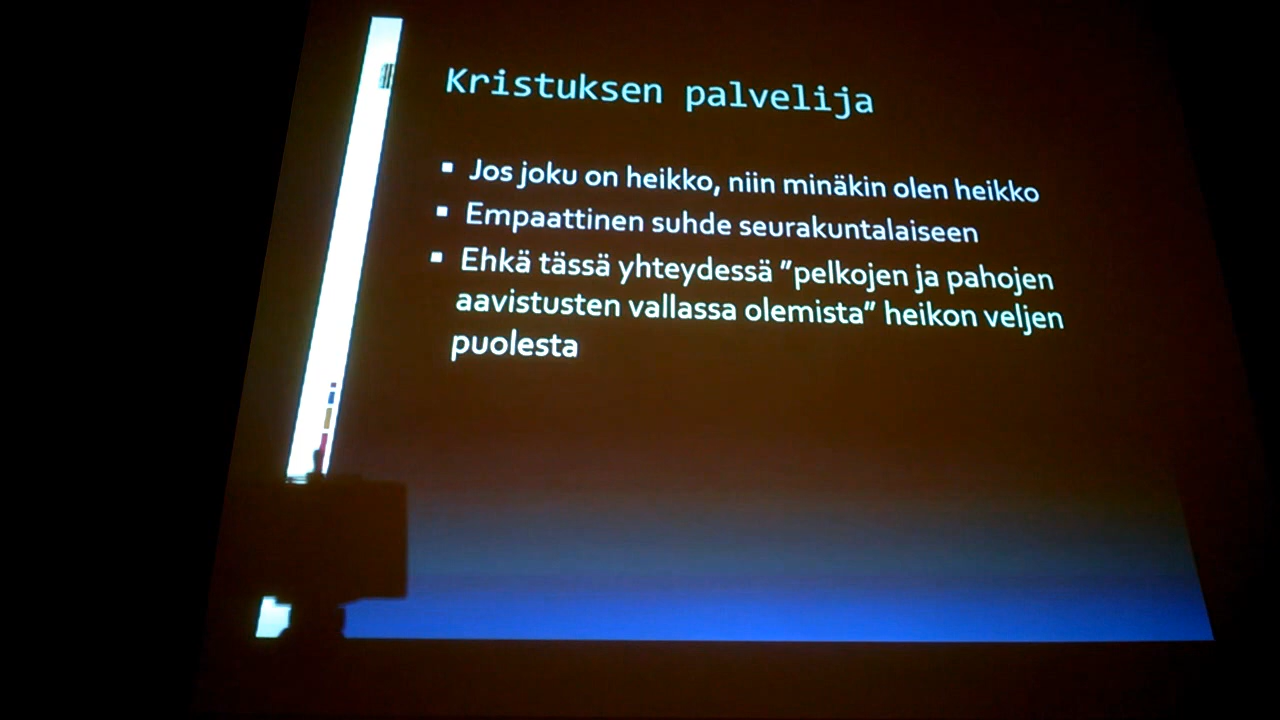 Kristuksen palvelija
▪ Jos joku on heikko, niin minäkin olen heikko
▪ Empaattinen suhde seurakuntalaiseen
▪ Ehkä tässä yhteydessä ”pelkojen ja pahojen
aavistusten vallassa olemista” heikon veljen
puolesta